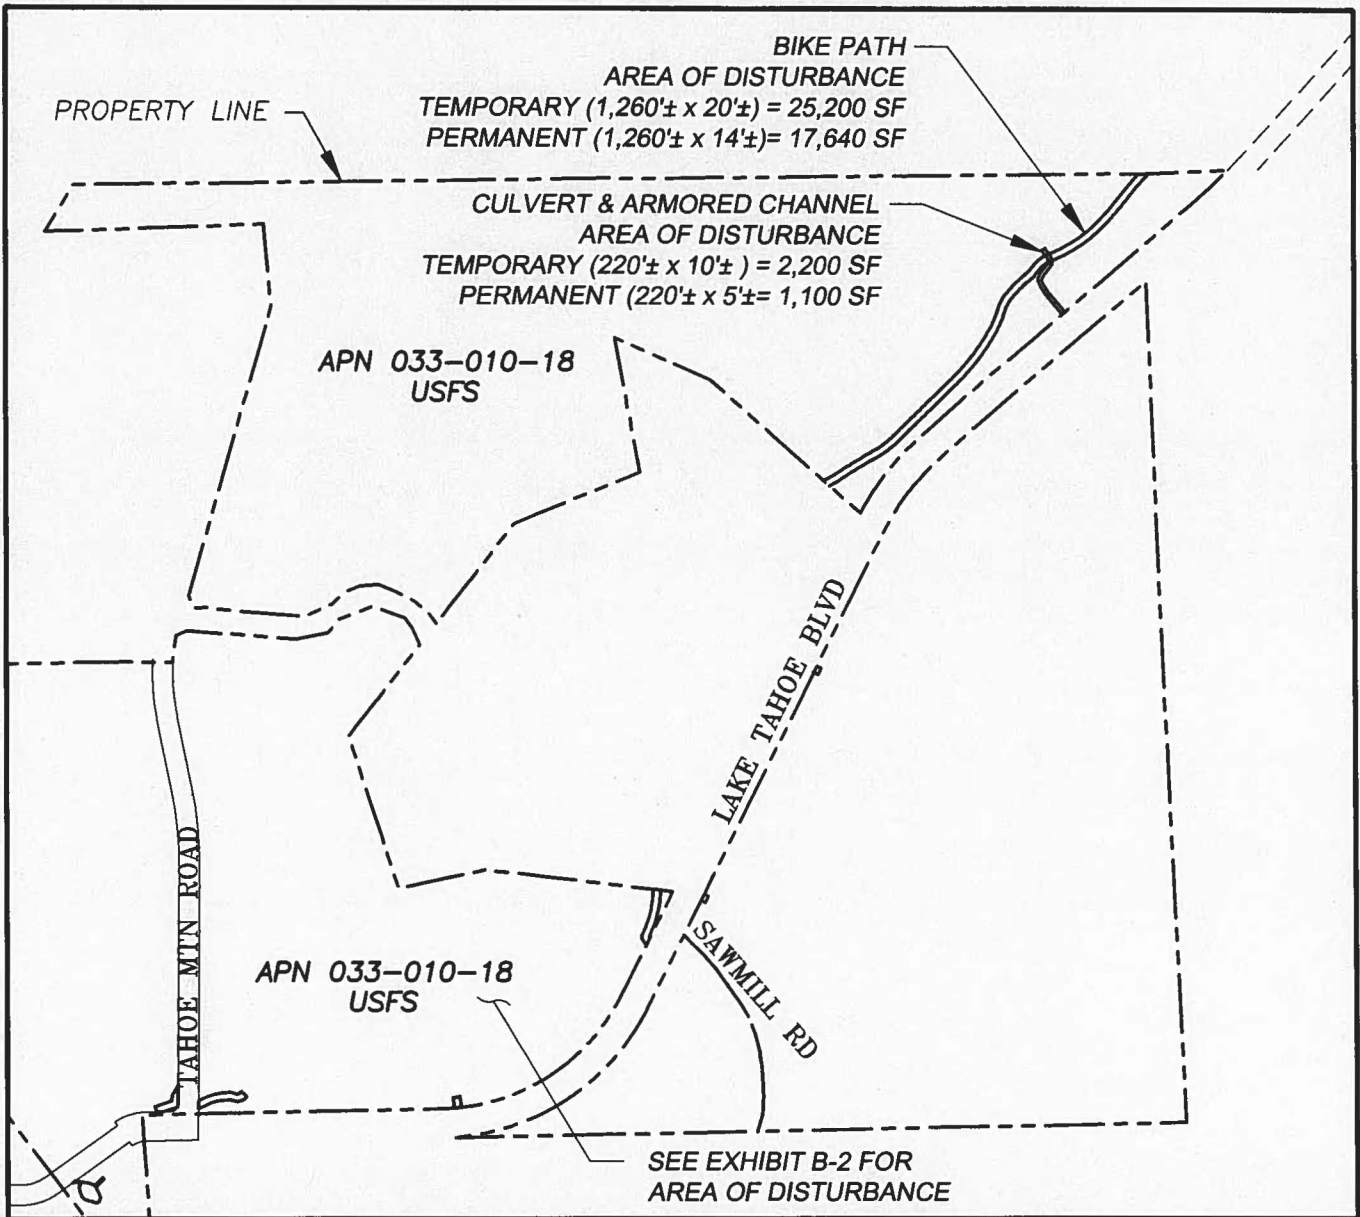 BIKE PATH
AREA OF DISTURBANCE
TEMPORARY (1,260'± x 20'±) = 25,200 SF
PERMANENT (1,260'± x 14'±)= 17,640 SF
PROPERTY LINE
CULVERT & ARMORED CHANNEL
AREA OF DISTURBANCE
TEMPORARY (220'± x 10'± ) = 2,200 SF
PERMANENT (220'± x 5'±= 1,100 SF
APN 033-010-18
USFS
LAKE TAHOE BLVD
TAHOE MTN ROAD
SAWMILL RD
APN 033-010-18
USFS
SEE EXHIBIT B-2 FOR
AREA OF DISTURBANCE